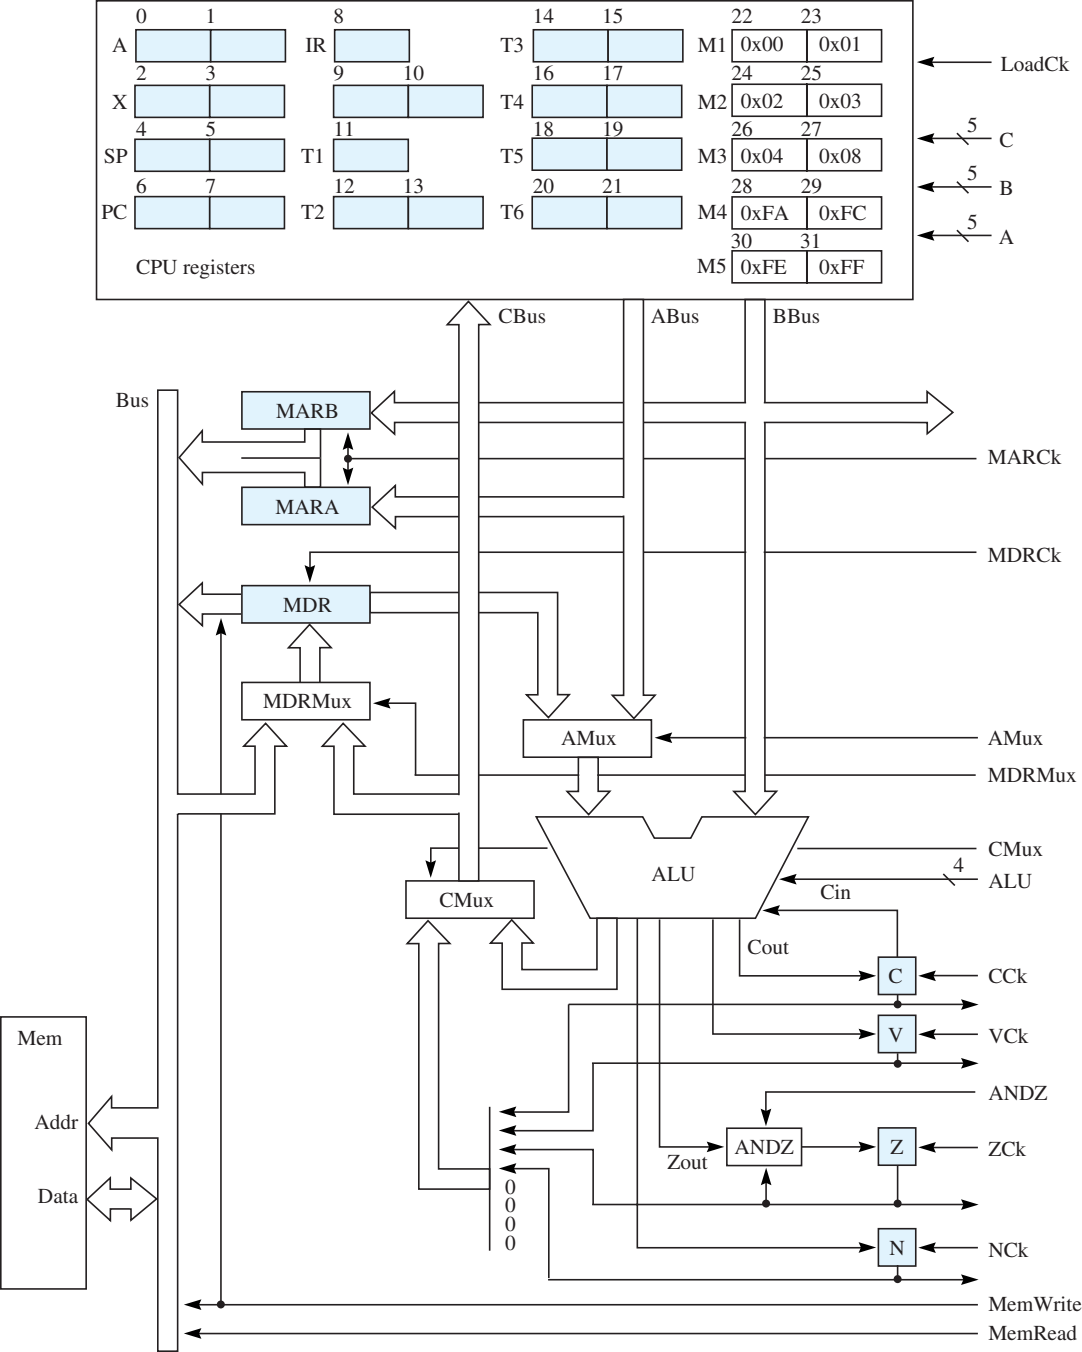 0 1 8 14 15 22 23
A IR T3 M1 0x00 0x01
LoadCk
2 3 9 10 16 17 24 25
X T4 M2 0x02 0x03
4 5 11 18 19 26 27
5
C
SP T1 T5 M3 0x04 0x08
6 7 12 13 20 21 28 29
5
B
PC T2 T6 M4 0xFA 0xFC
5
A
30 31
CPU registers M5 0xFE 0xFF
CBus ABus BBus
Bus
MARB
MARCk
MARA
MDRCk
MDR
MDRMux
AMux AMux
MDRMux
CMux
ALU
4
ALU
Cin
CMux
Cout
C CCk
Mem
V VCk
ANDZ
Addr
Zout ANDZ Z ZCk
Data
0
0
0
0
N NCk
MemWrite
MemRead